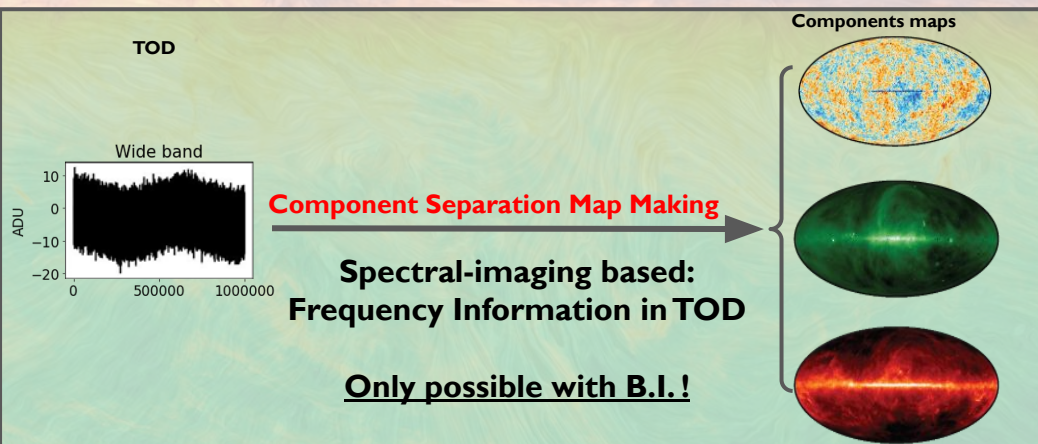 Components maps
TOD
Wide band
10
0
−10
−20
ADU
0
500000
1000000
Component Separation Map Making
Spectral-imaging based:
Frequency Information in TOD
Only possible with B.I. !